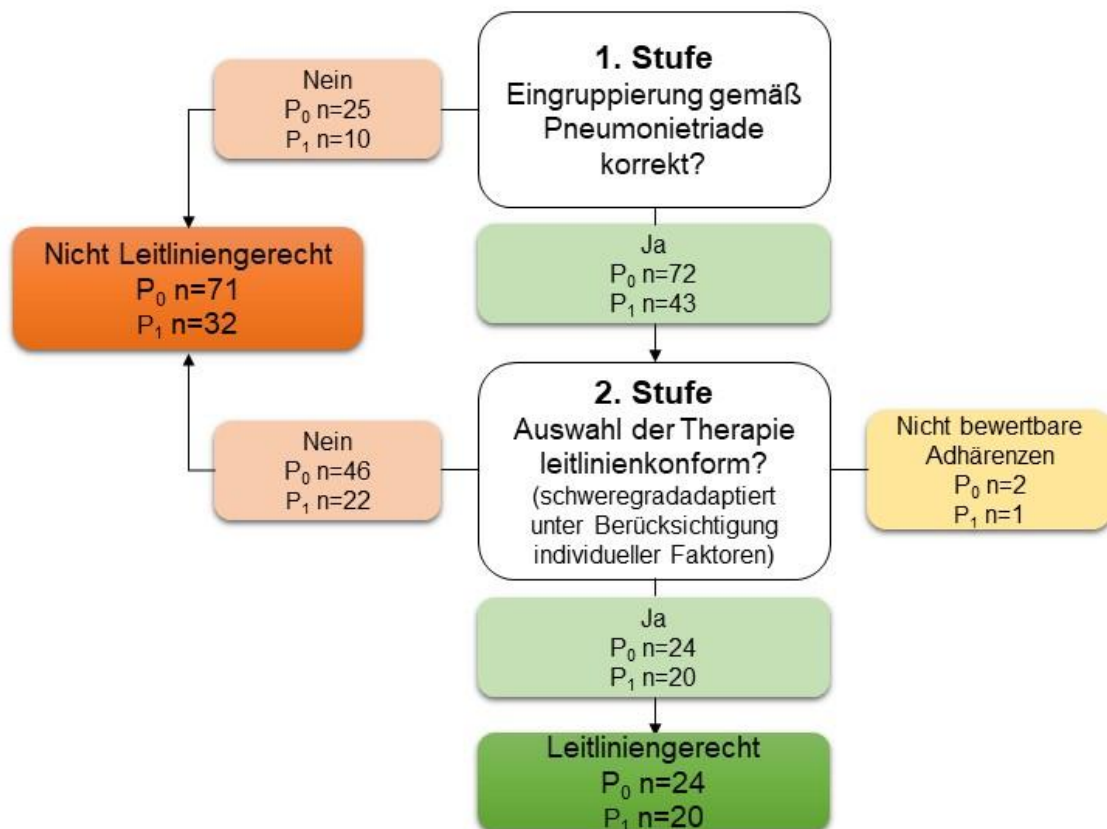 1. Stufe
Eingruppierung gemäß
Pneumonietriade
korrekt?
Nein
P₀ n=25
P₁ n=10
Ja
P₀ n=72
P₁ n=43
Nicht Leitliniengerecht
P₀ n=71
P₁ n=32
2. Stufe
Auswahl der Therapie
leitlinienkonform?
(schweregradadaptiert
unter Berücksichtigung
individueller Faktoren)
Nein
P₀ n=46
P₁ n=22
Nicht bewertbare
Adhärenzen
P₀ n=2
P₁ n=1
Ja
P₀ n=24
P₁ n=20
Leitliniengerecht
P₀ n=24
P₁ n=20